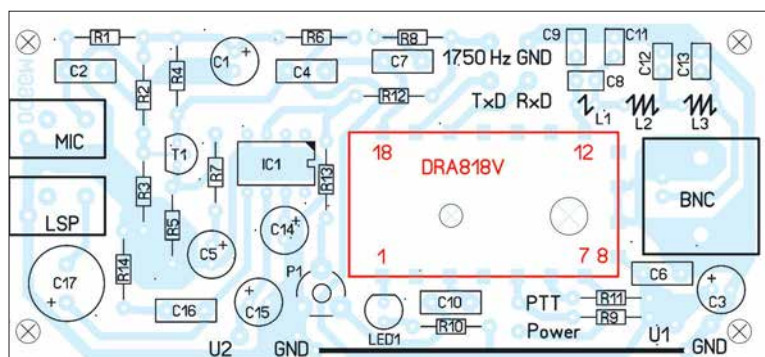 R1
R6
R8
C9
C11
C2
R4
C1
C4
C7
1750 Hz GND
C12
C13
R2
R12
C8
TxD RxD
L1
L2
L3
MIC
T1
IC1
18
DRA818V
12
R3
R7
R13
BNC
LSP
R5
C14
C5
1
7 8
C17
R14
P1
C6
C3
C16
C15
C10
PTT
R11
LED1
R10
Power
R9
U2
GND
U1
GND